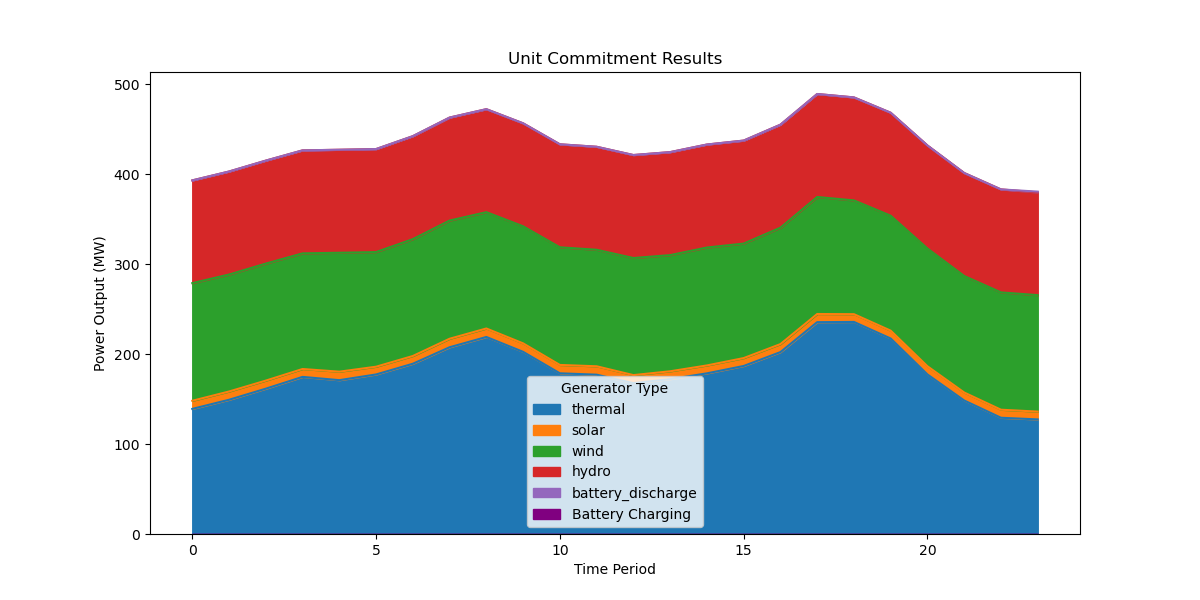 Unit Commitment Results
Power Output (MW)
500
400
300
200
100
0
Generator Type
thermal
solar
wind
hydro
battery_discharge
Battery Charging
0 5 10 15 20
Time Period